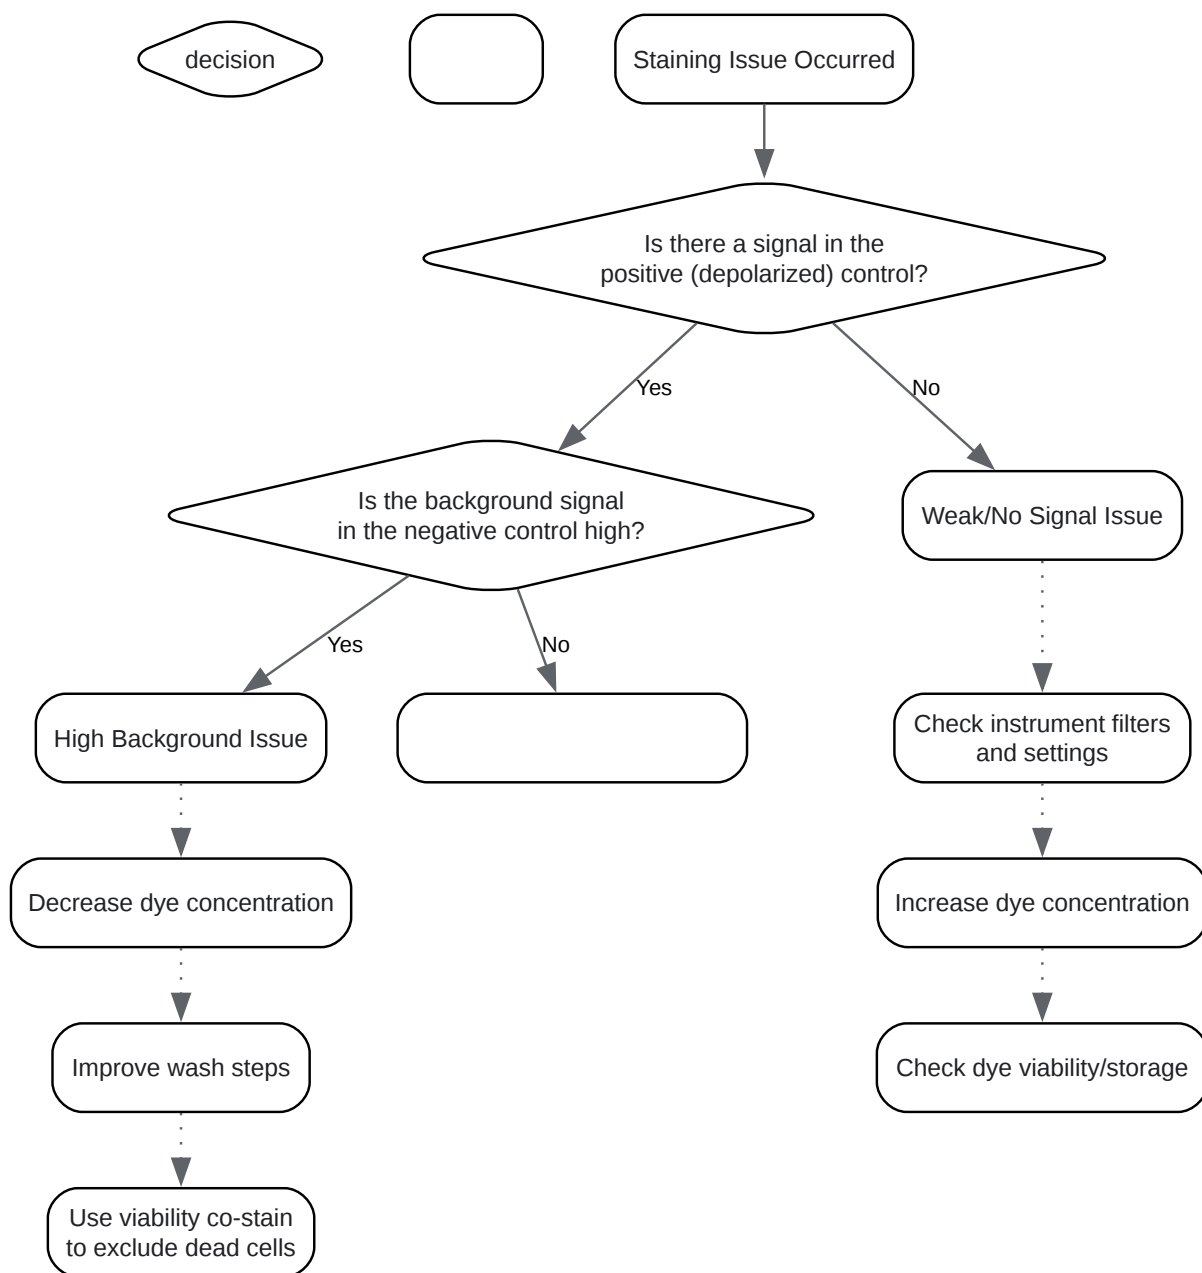 decision
Staining Issue Occurred
Is there a signal in the
positive (depolarized) control?
Yes
No
Is the background signal
in the negative control high?
Weak/No Signal Issue
Yes
No
High Background Issue
Check instrument filters
and settings
Decrease dye concentration
Increase dye concentration
Improve wash steps
Check dye viability/storage
Use viability co-stain
to exclude dead cells